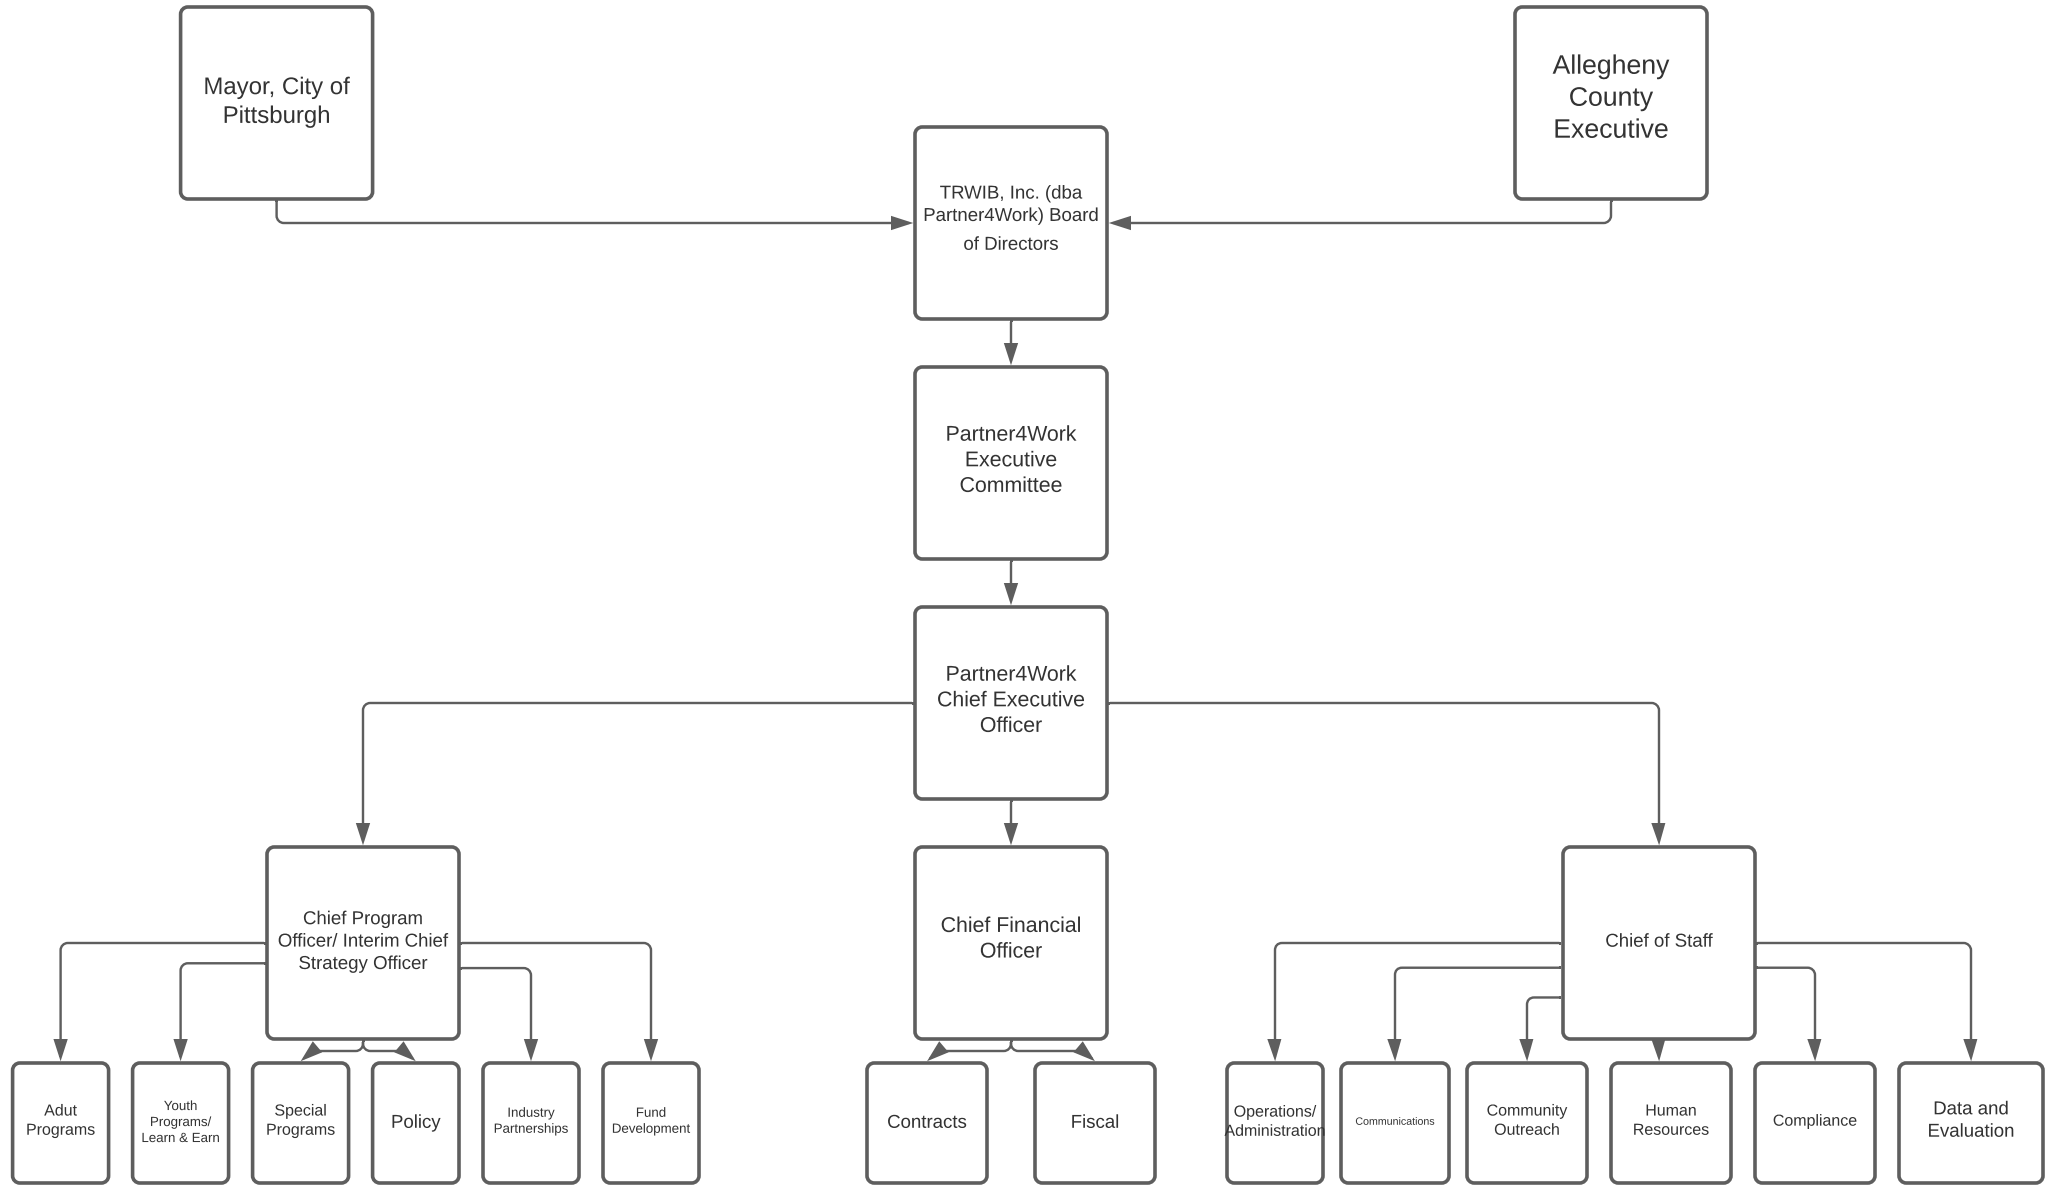 Mayor, City of
Pittsburgh
Allegheny
County
Executive
TRWIB, Inc. (dba
Partner4Work) Board
of Directors
Partner4Work
Executive
Committee
Partner4Work
Chief Executive
Officer
Chief Program
Officer/ Interim Chief
Strategy Officer
Chief Financial
Officer
Chief of Staff
Adut
Programs
Youth
Programs/
Learn & Earn
Special
Programs
Policy
Industry
Partnerships
Fund
Development
Contracts
Fiscal
Operations/
Administration
Communications
Community
Outreach
Human
Resources
Compliance
Data and
Evaluation